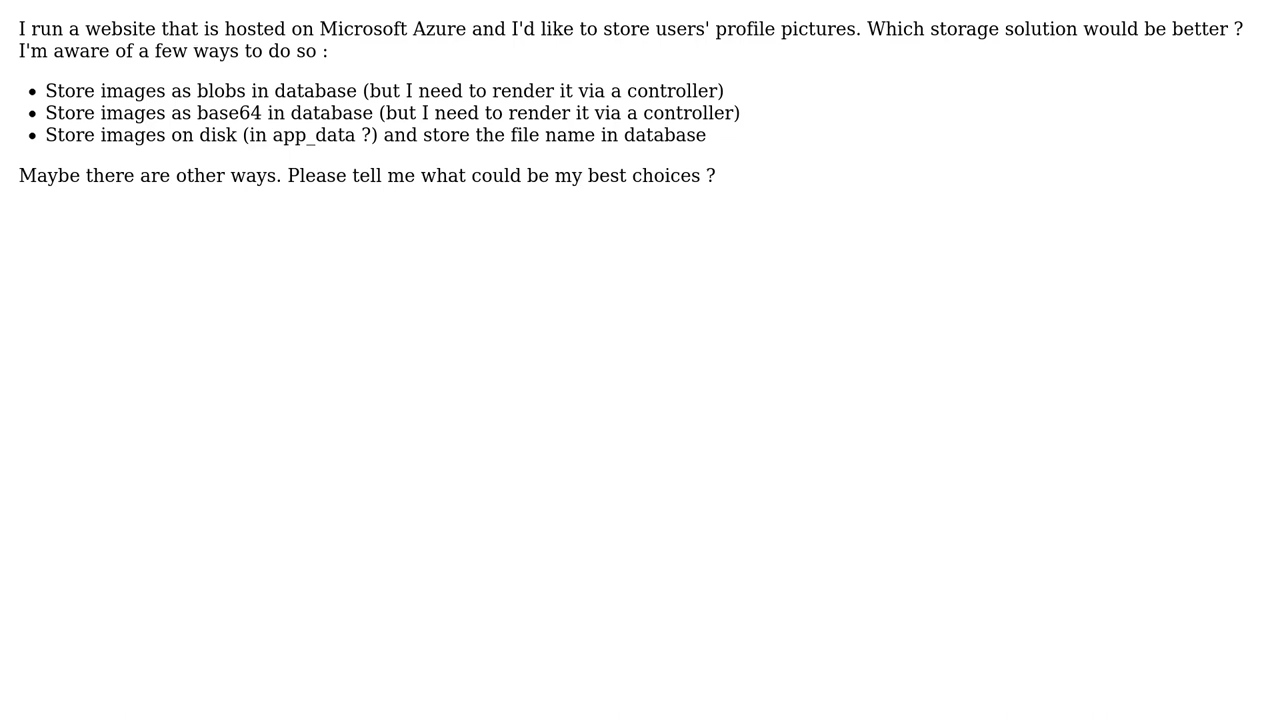 I run a website that is hosted on Microsoft Azure and I'd like to store users' profile pictures. Which storage solution would be better ?
I'm aware of a few ways to do so :
• Store images as blobs in database (but I need to render it via a controller)
• Store images as base64 in database (but I need to render it via a controller)
• Store images on disk (in app_data ?) and store the file name in database
Maybe there are other ways. Please tell me what could be my best choices ?